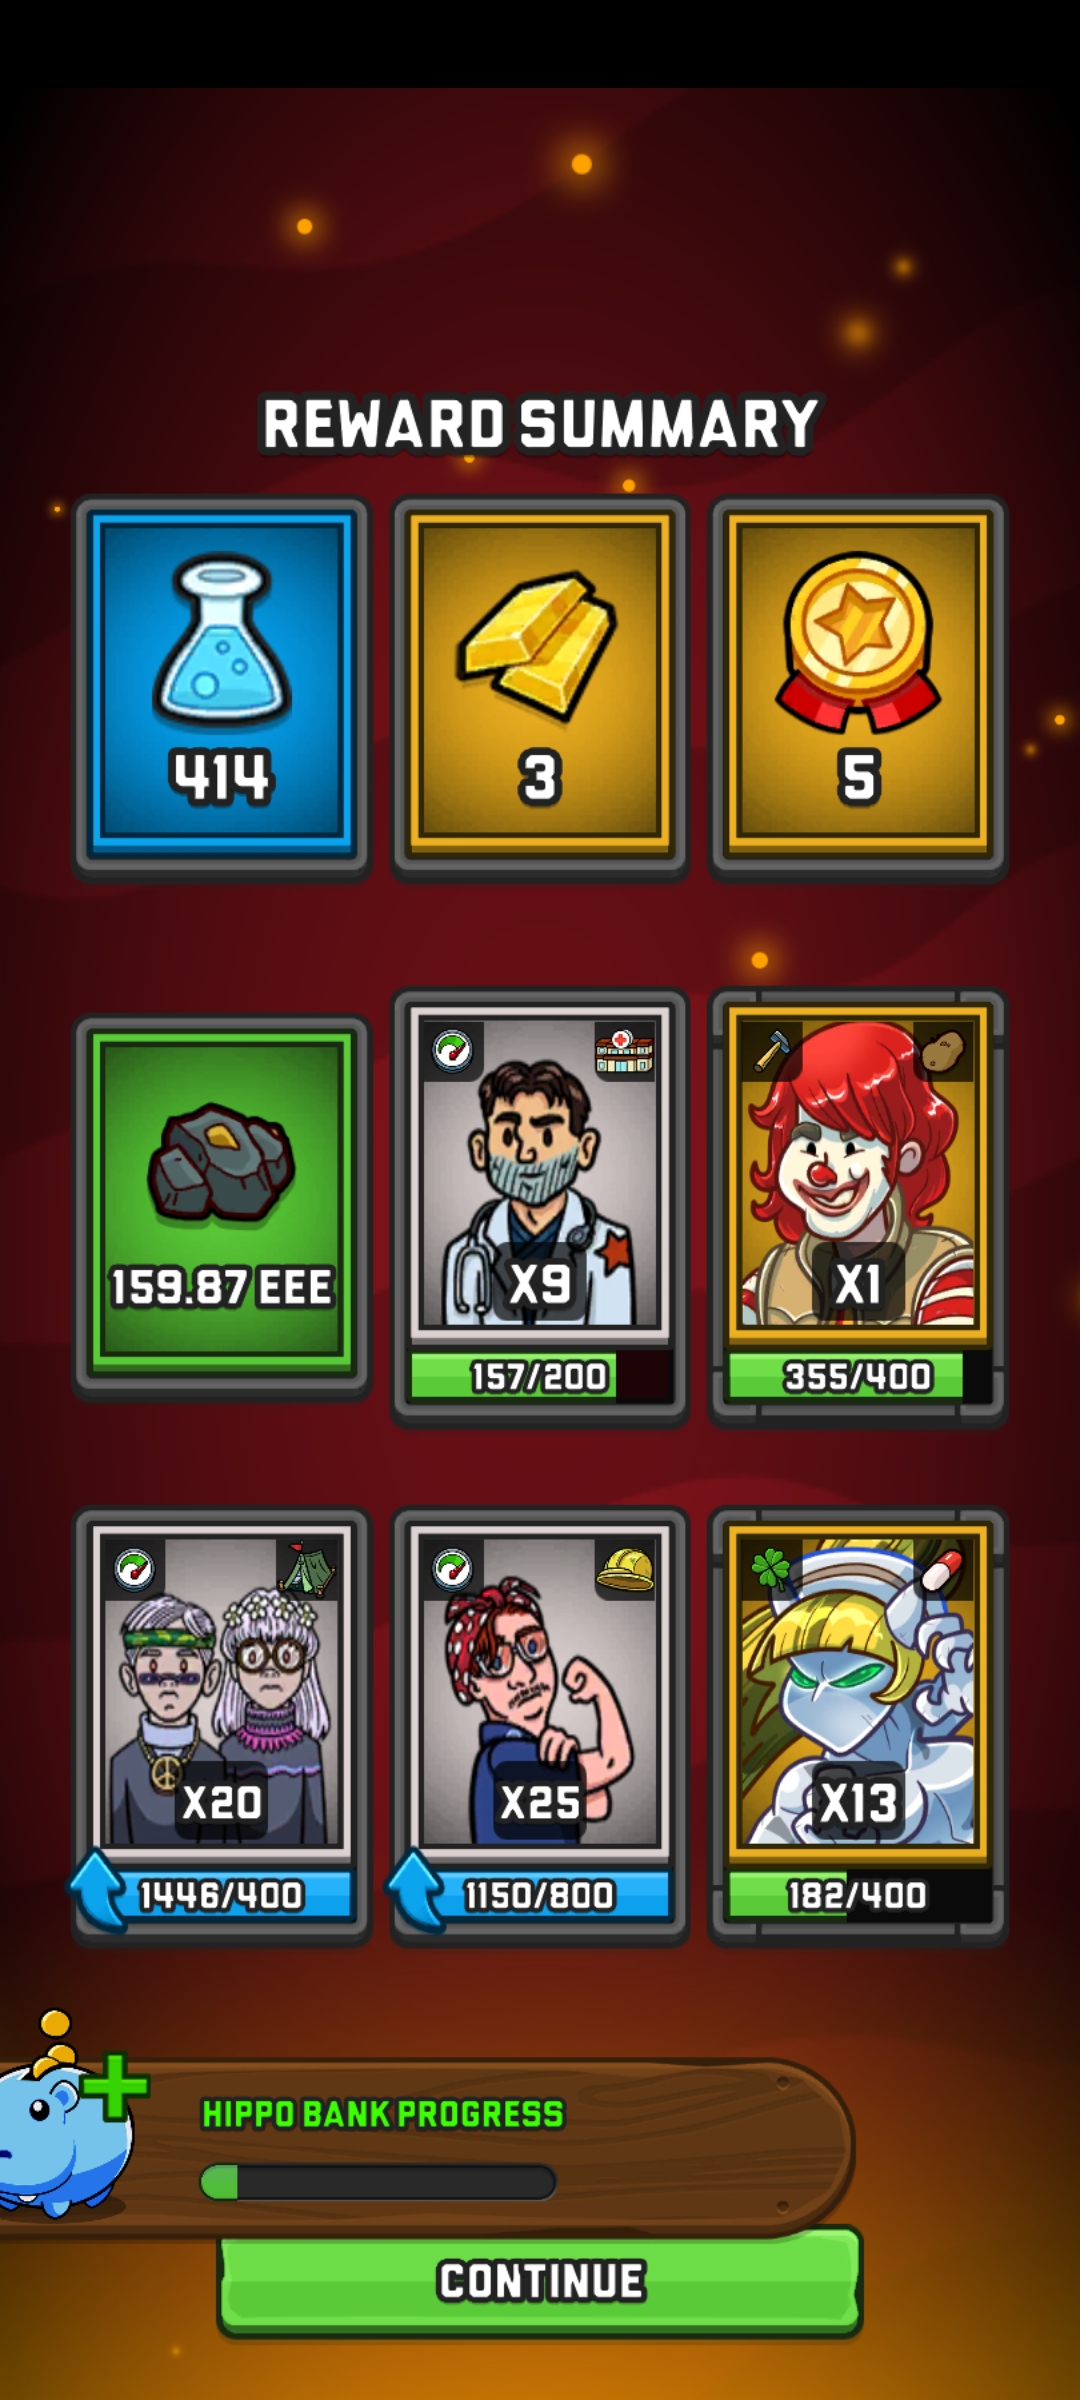 REWARD SUMMARY
414
3
5
159.87 EEE
X9
157/200
X1
355/400
X20
1446/400
X25
1150/800
X13
182/400
HIPPO BANK PROGRESS
CONTINUE